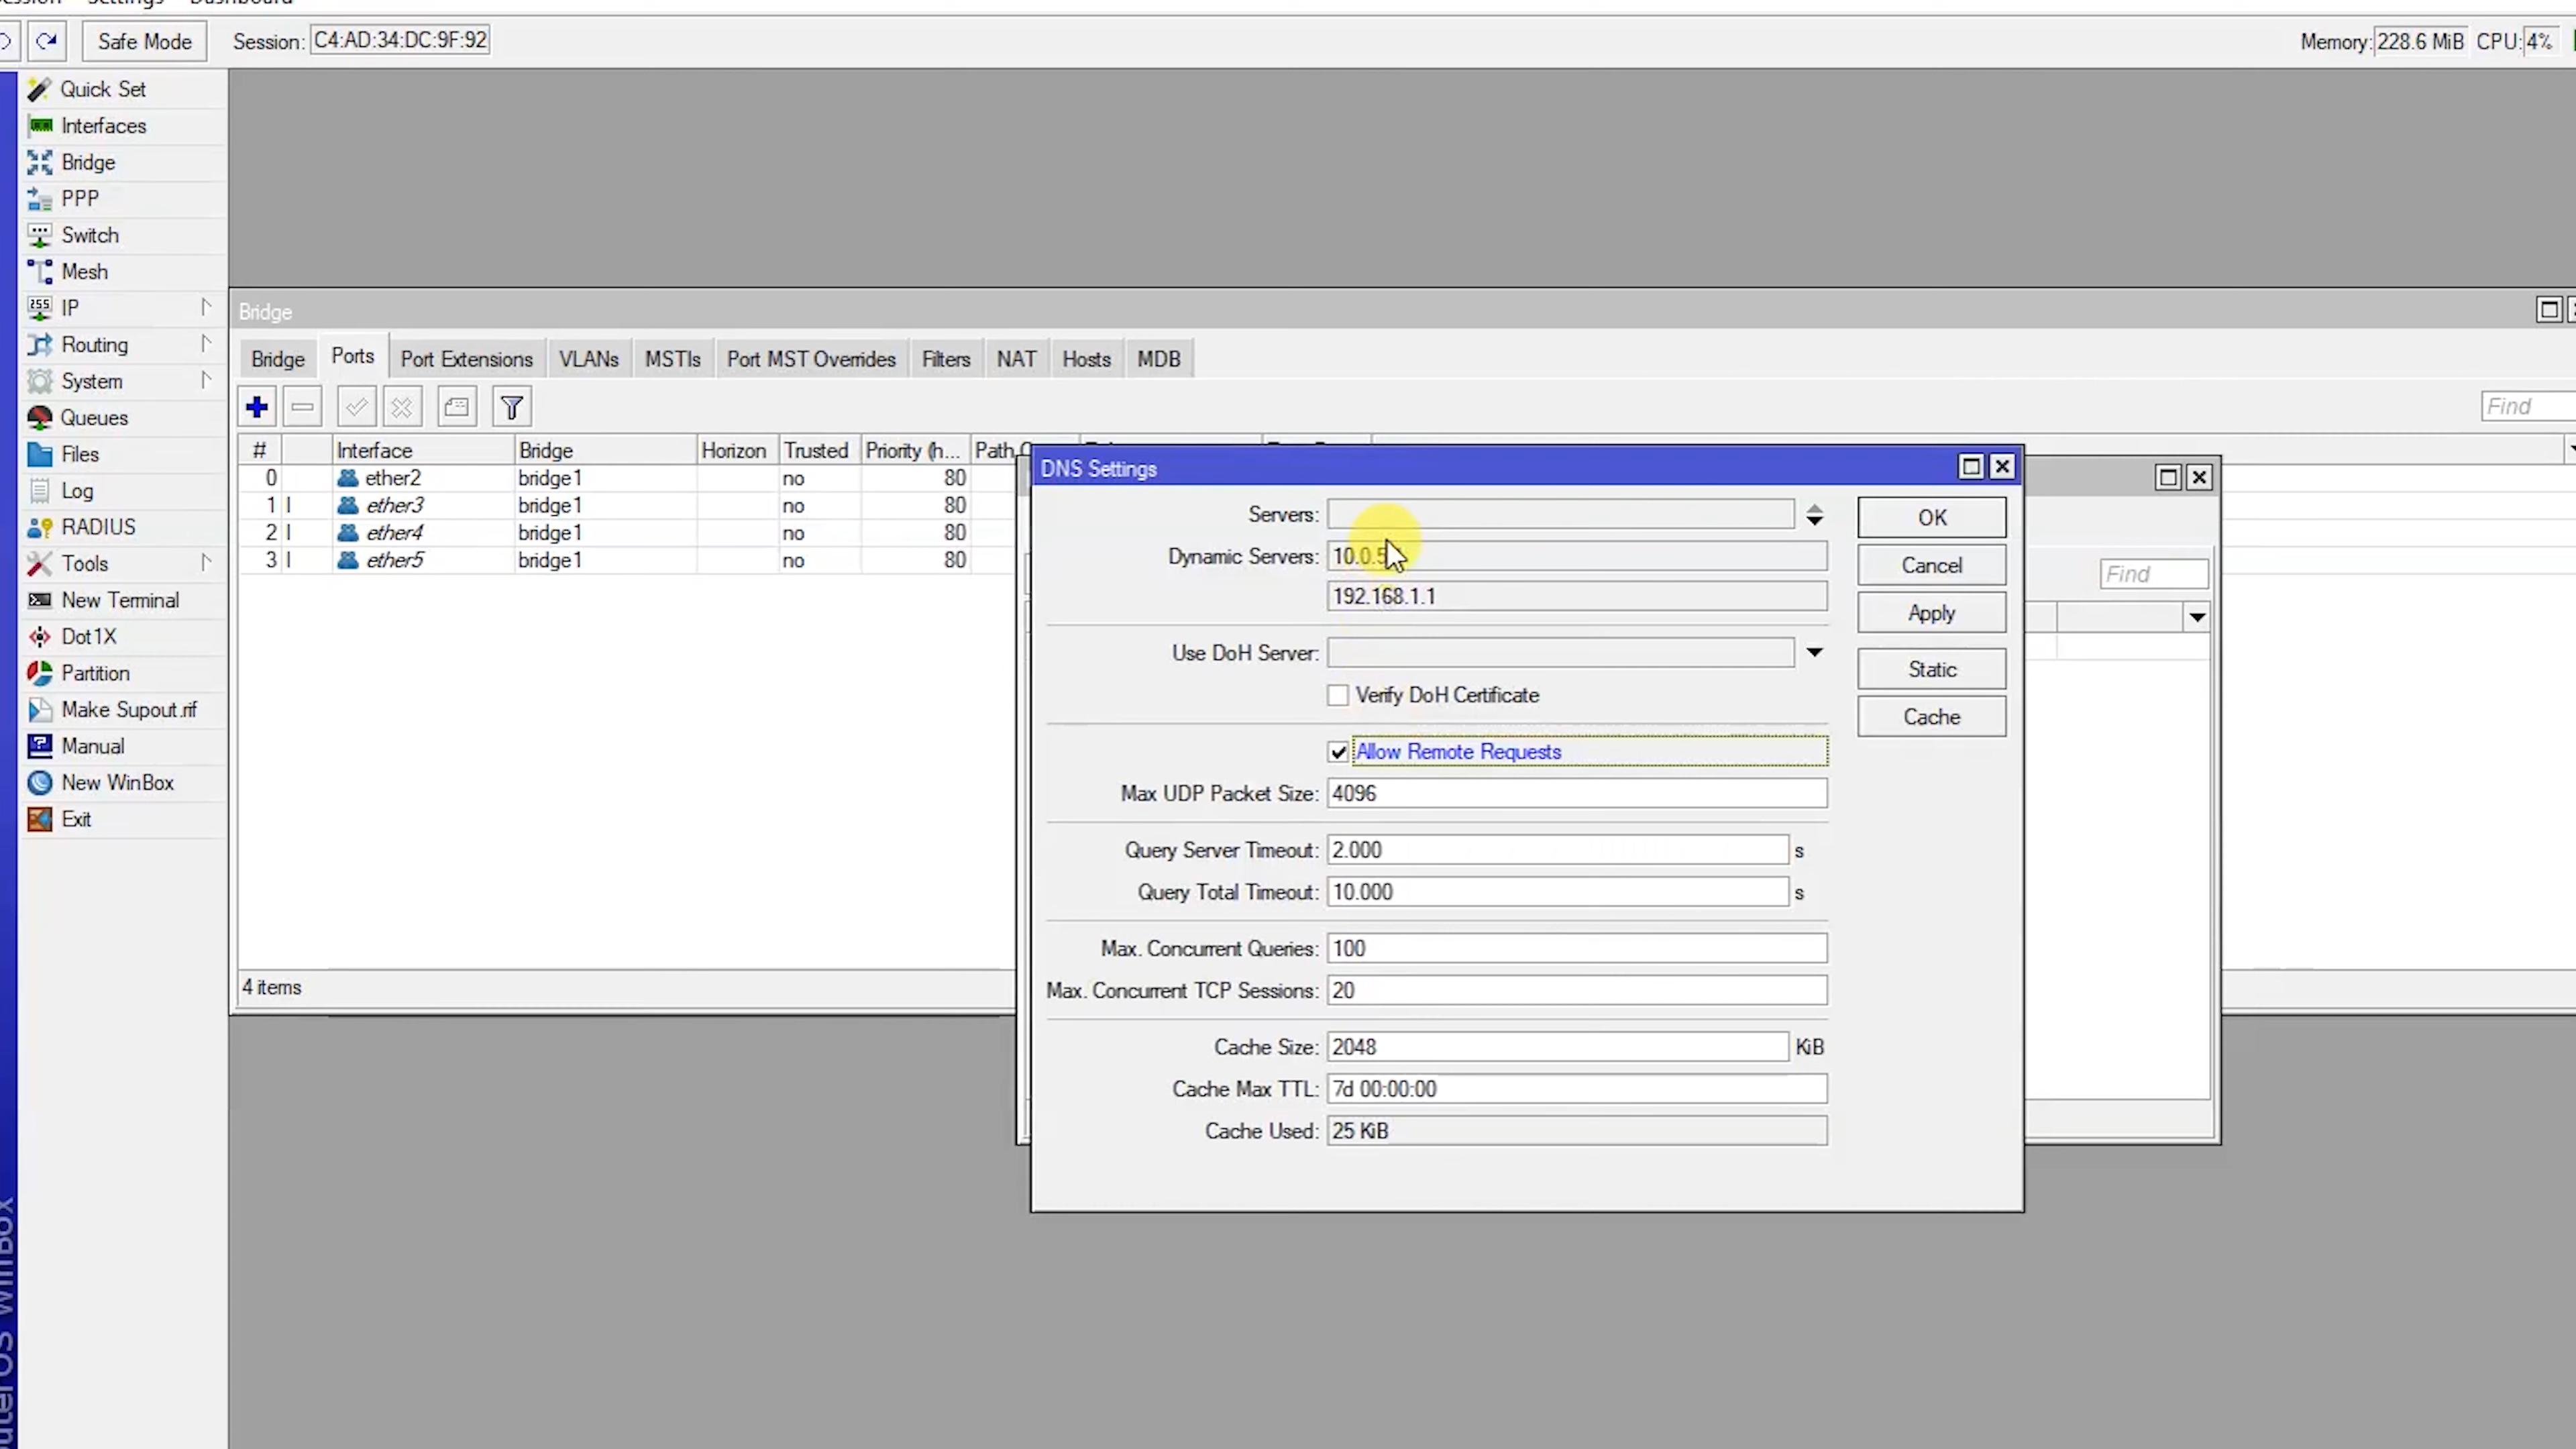 Safe Mode Session: C4:AD:34:DC:9F:92 Memory: 228.6 MiB CPU: 4%
Quick Set
Interfaces
Bridge
PPP
Switch
Mesh
IP
Routing
System
Queues
Files
Log
RADIUS
Tools
New Terminal
Dot1X
Partition
Make Supout.rif
Manual
New WinBox
Exit
Bridge
Bridge Ports Port Extensions VLANs MSTIs Port MST Overrides Filters NAT Hosts MDB
Find
# Interface Bridge Horizon Trusted Priority (h... Path
0 ether2 bridge1 no 80
1 I ether3 bridge1 no 80
2 I ether4 bridge1 no 80
3 I ether5 bridge1 no 80
4 items
Find
DNS Settings
Servers:
Dynamic Servers: 10.0.5
192.168.1.1
Use DoH Server:
Verify DoH Certificate
Allow Remote Requests
Max UDP Packet Size: 4096
Query Server Timeout: 2.000 s
Query Total Timeout: 10.000 s
Max. Concurrent Queries: 100
Max. Concurrent TCP Sessions: 20
Cache Size: 2048 KiB
Cache Max TTL: 7d 00:00:00
Cache Used: 25 KiB
OK
Cancel
Apply
Static
Cache